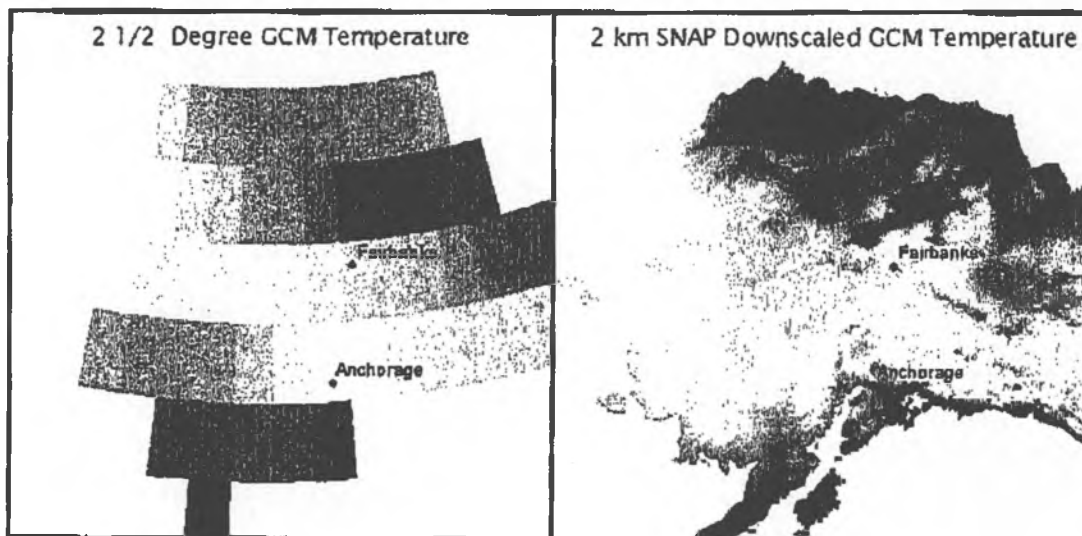 2 1/2 Degree GCM Temperature
Fairbanks
Anchorage
2 km SNAP Downscaled GCM Temperature
Fairbanks
Anchorage